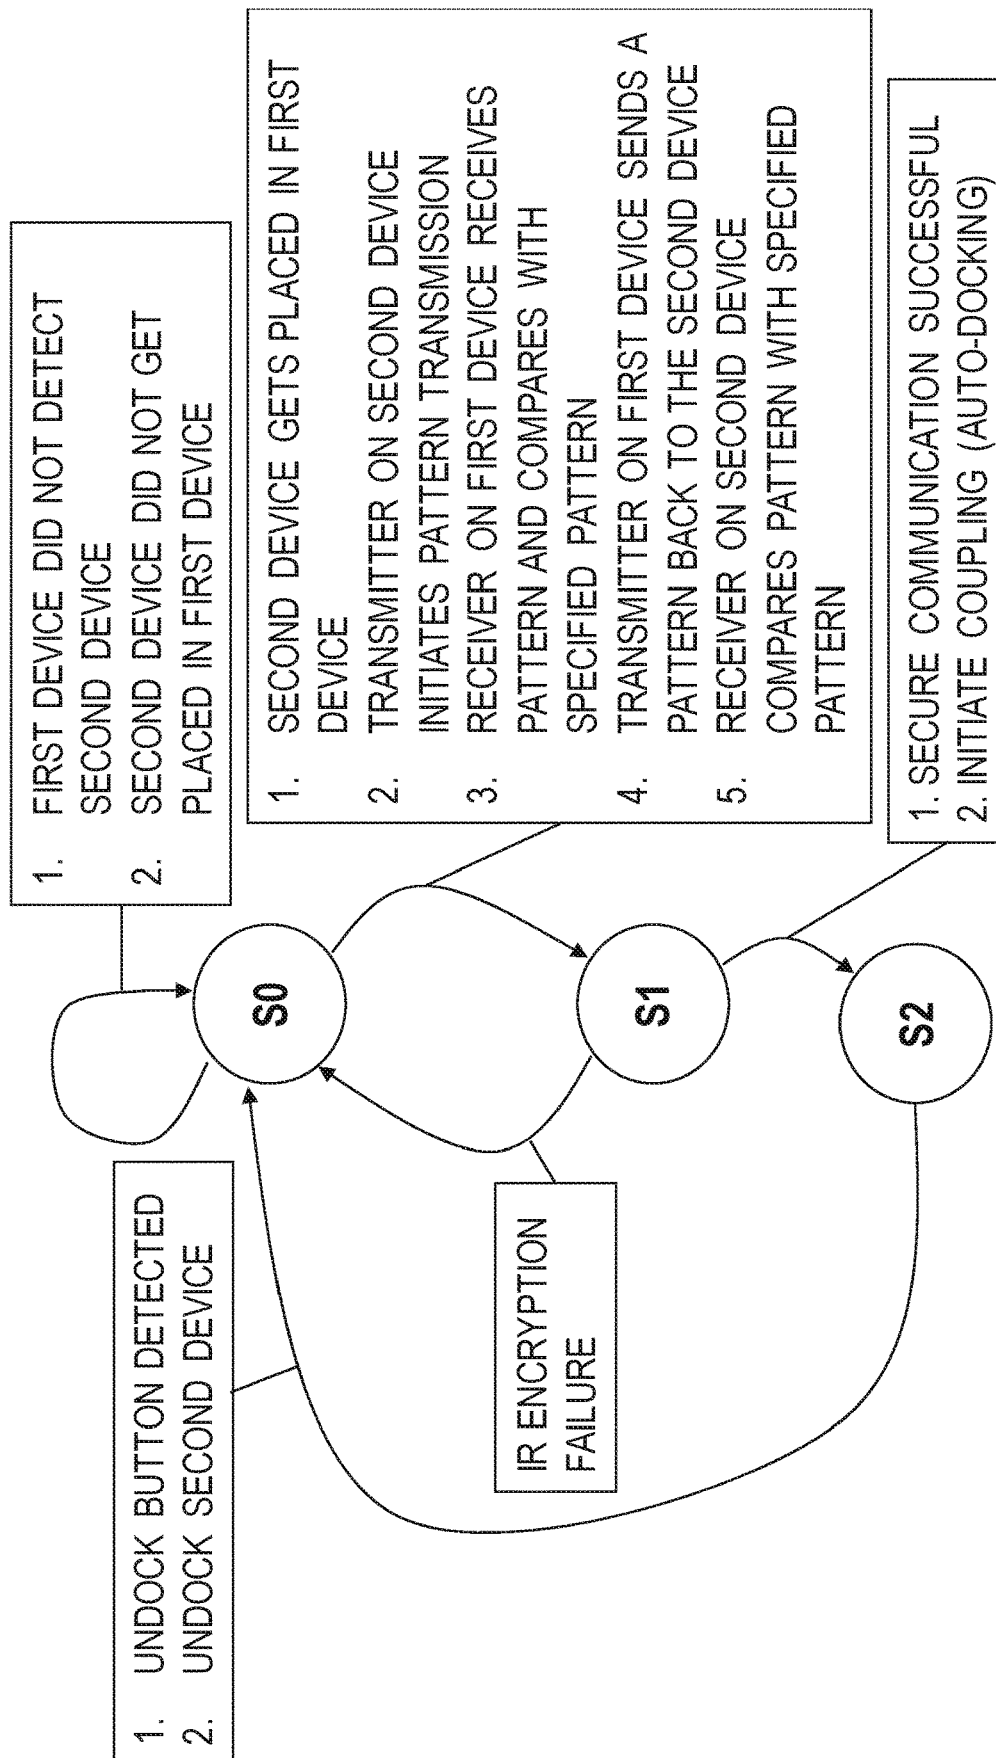 1. UNDOCK BUTTON DETECTED
2. UNDOCK SECOND DEVICE
1. FIRST DEVICE DID NOT DETECT
SECOND DEVICE
2. SECOND DEVICE DID NOT GET
PLACED IN FIRST DEVICE
S0
1. SECOND DEVICE GETS PLACED IN FIRST
DEVICE
2. TRANSMITTER ON SECOND DEVICE
INITIATES PATTERN TRANSMISSION
3. RECEIVER ON FIRST DEVICE RECEIVES
PATTERN AND COMPARES WITH
SPECIFIED PATTERN
4. TRANSMITTER ON FIRST DEVICE SENDS A
PATTERN BACK TO THE SECOND DEVICE
5. RECEIVER ON SECOND DEVICE
COMPARES PATTERN WITH SPECIFIED
PATTERN
IR ENCRYPTION
FAILURE
S1
1. SECURE COMMUNICATION SUCCESSFUL
2. INITIATE COUPLING (AUTO-DOCKING)
S2